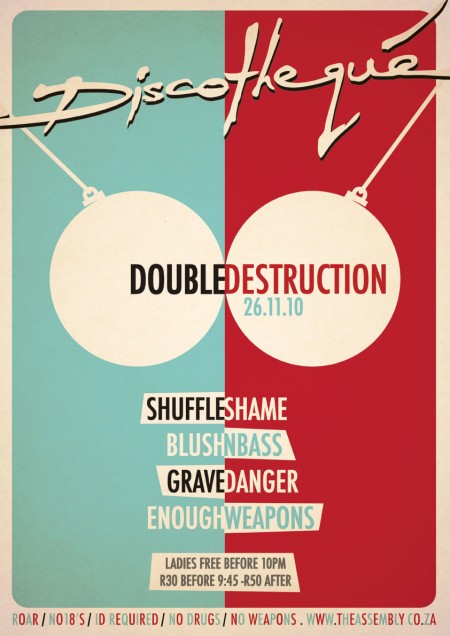 Discothequé
DOUBLEDESTRUCTION
26.11.10
SHUFFLESHAME
BLUSHNBASS
GRAVEDANGER
ENOUGHWEAPONS
LADIES FREE BEFORE 10PM
R30 BEFORE 9:45 -R50 AFTER
ROAR / NO18'S / ID REQUIRED / NO DRUGS / NO WEAPONS . WWW.THEASSEMBLY CO.ZA